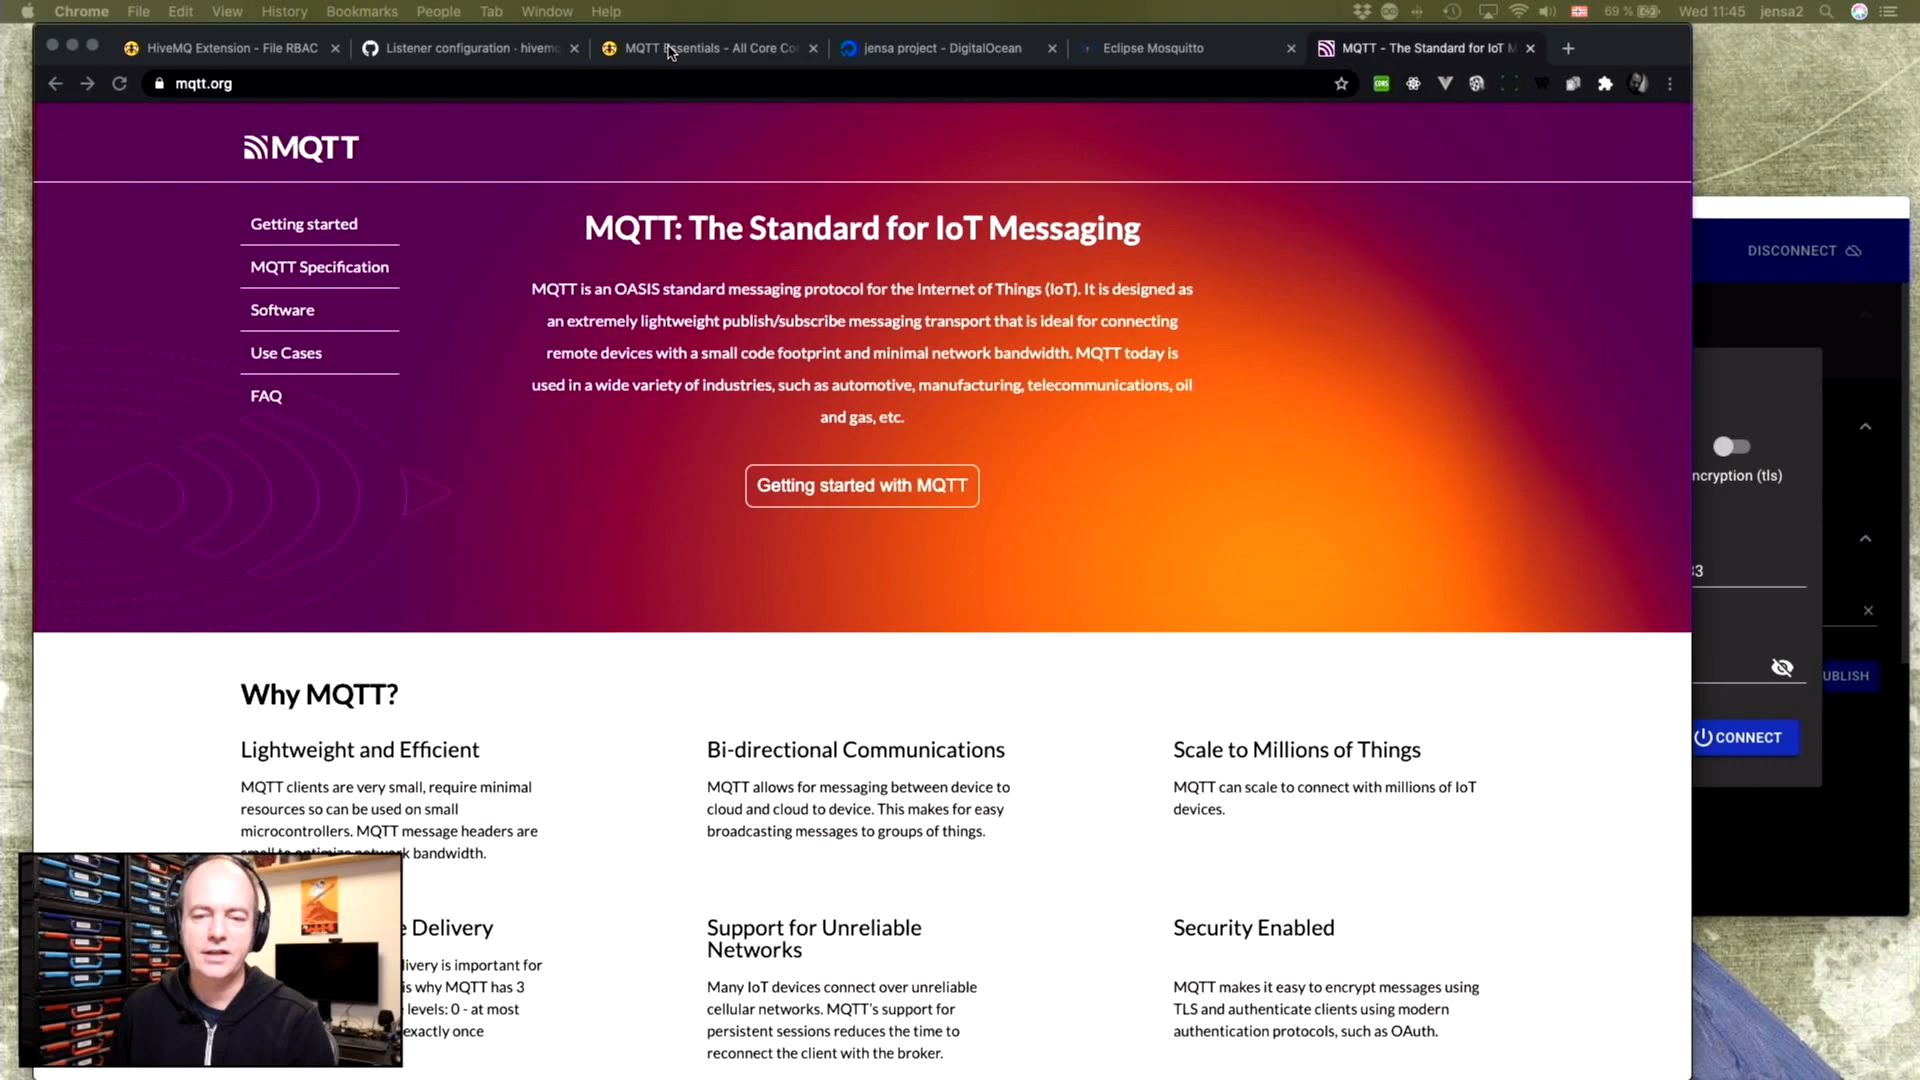 Chrome File Edit View History Bookmarks People Tab Window Help 69 % Wed 11:45 jensa2
HiveMQ Extension - File RBAC
Listener configuration · hivemq
MQTT Essentials - All Core Co
jensa project - DigitalOcean
Eclipse Mosquitto
MQTT - The Standard for IoT M
mqtt.org
MQTT
Getting started
MQTT Specification
Software
Use Cases
FAQ
MQTT: The Standard for IoT Messaging
MQTT is an OASIS standard messaging protocol for the Internet of Things (IoT). It is designed as
an extremely lightweight publish/subscribe messaging transport that is ideal for connecting
remote devices with a small code footprint and minimal network bandwidth. MQTT today is
used in a wide variety of industries, such as automotive, manufacturing, telecommunications, oil
and gas, etc.
Getting started with MQTT
DISCONNECT
ncryption (tls)
33
UBLISH
CONNECT
Why MQTT?
Lightweight and Efficient
MQTT clients are very small, require minimal
resources so can be used on small
microcontrollers. MQTT message headers are
small to optimize network bandwidth.
Bi-directional Communications
MQTT allows for messaging between device to
cloud and cloud to device. This makes for easy
broadcasting messages to groups of things.
Scale to Millions of Things
MQTT can scale to connect with millions of IoT
devices.
e Delivery
livery is important for
is why MQTT has 3
levels: 0 - at most
exactly once
Support for Unreliable
Networks
Many IoT devices connect over unreliable
cellular networks. MQTT's support for
persistent sessions reduces the time to
reconnect the client with the broker.
Security Enabled
MQTT makes it easy to encrypt messages using
TLS and authenticate clients using modern
authentication protocols, such as OAuth.